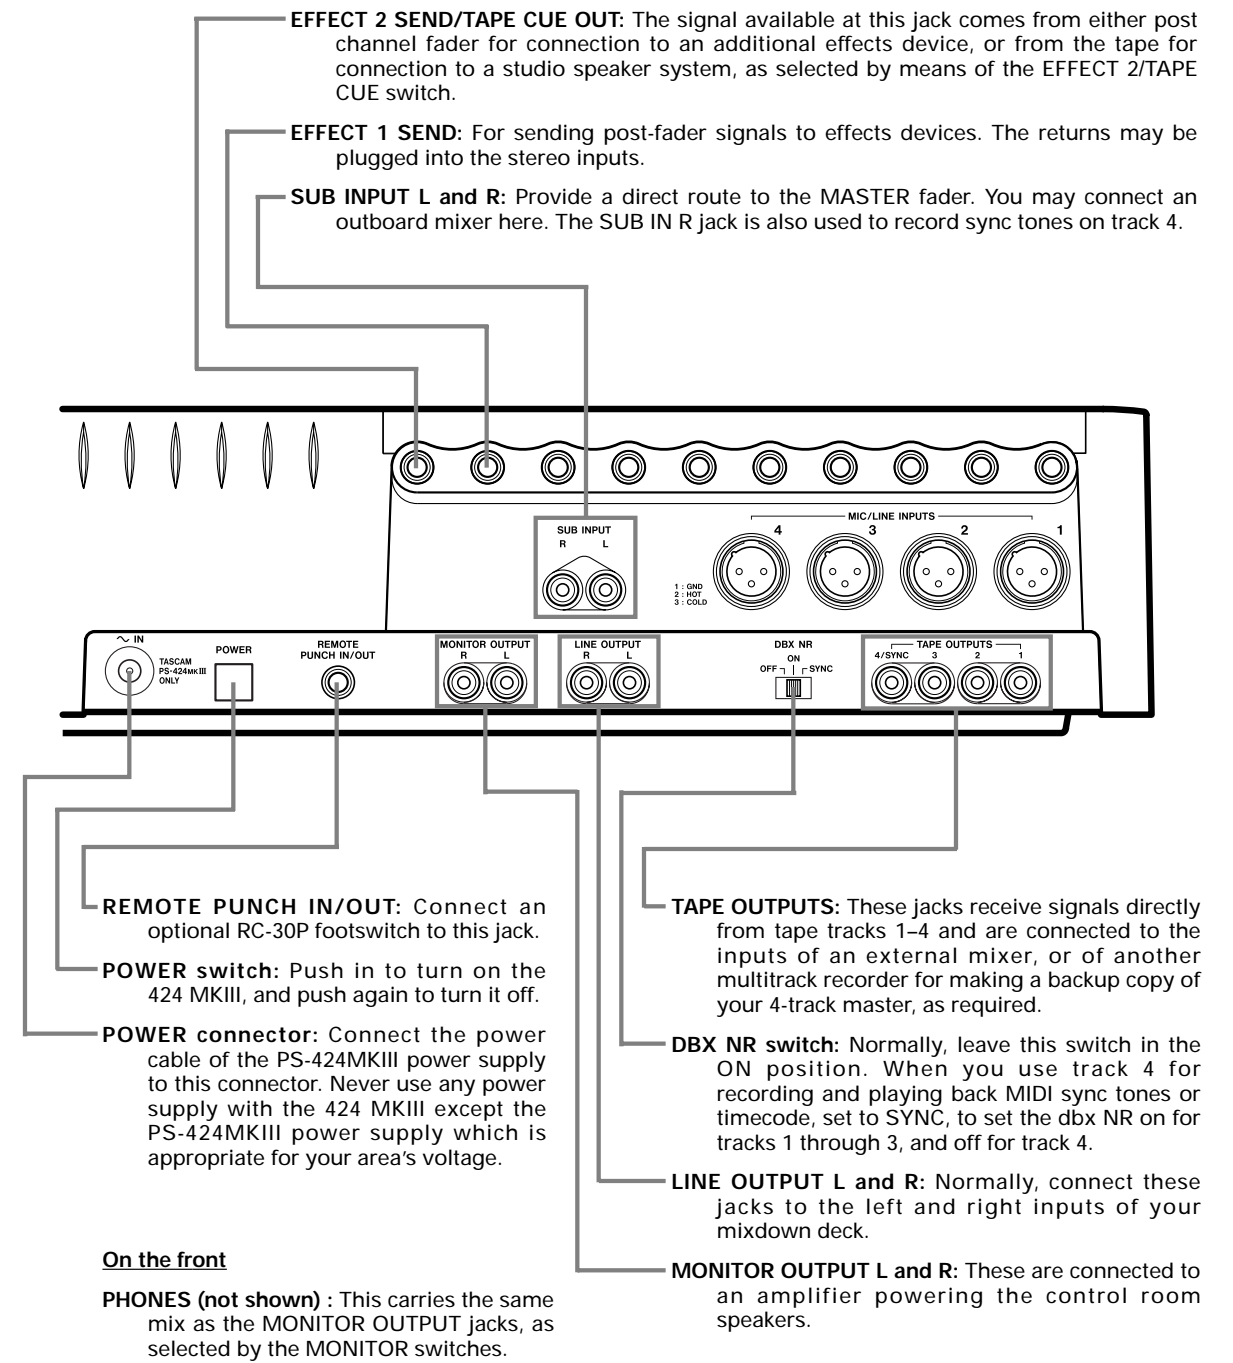 EFFECT 2 SEND/TAPE CUE OUT: The signal available at this jack comes from either post
channel fader for connection to an additional effects device, or from the tape for
connection to a studio speaker system, as selected by means of the EFFECT 2/TAPE
CUE switch.
EFFECT 1 SEND: For sending post-fader signals to effects devices. The returns may be
plugged into the stereo inputs.
SUB INPUT L and R: Provide a direct route to the MASTER fader. You may connect an
outboard mixer here. The SUB IN R jack is also used to record sync tones on track 4.
MIC/LINE INPUTS
4 3 2 1
SUB INPUT
R L
1 : GND
2 : HOT
3 : COLD
∼ IN
TASCAM
PS-424MKIII
ONLY
POWER
REMOTE
PUNCH IN/OUT
MONITOR OUTPUT
R L
LINE OUTPUT
R L
DBX NR
ON
OFF SYNC
TAPE OUTPUTS
4/SYNC 3 2 1
REMOTE PUNCH IN/OUT: Connect an
optional RC-30P footswitch to this jack.
POWER switch: Push in to turn on the
424 MKIII, and push again to turn it off.
POWER connector: Connect the power
cable of the PS-424MKIII power supply
to this connector. Never use any power
supply with the 424 MKIII except the
PS-424MKIII power supply which is
appropriate for your area's voltage.
On the front
PHONES (not shown) : This carries the same
mix as the MONITOR OUTPUT jacks, as
selected by the MONITOR switches.
TAPE OUTPUTS: These jacks receive signals directly
from tape tracks 1–4 and are connected to the
inputs of an external mixer, or of another
multitrack recorder for making a backup copy of
your 4-track master, as required.
DBX NR switch: Normally, leave this switch in the
ON position. When you use track 4 for
recording and playing back MIDI sync tones or
timecode, set to SYNC, to set the dbx NR on for
tracks 1 through 3, and off for track 4.
LINE OUTPUT L and R: Normally, connect these
jacks to the left and right inputs of your
mixdown deck.
MONITOR OUTPUT L and R: These are connected to
an amplifier powering the control room
speakers.